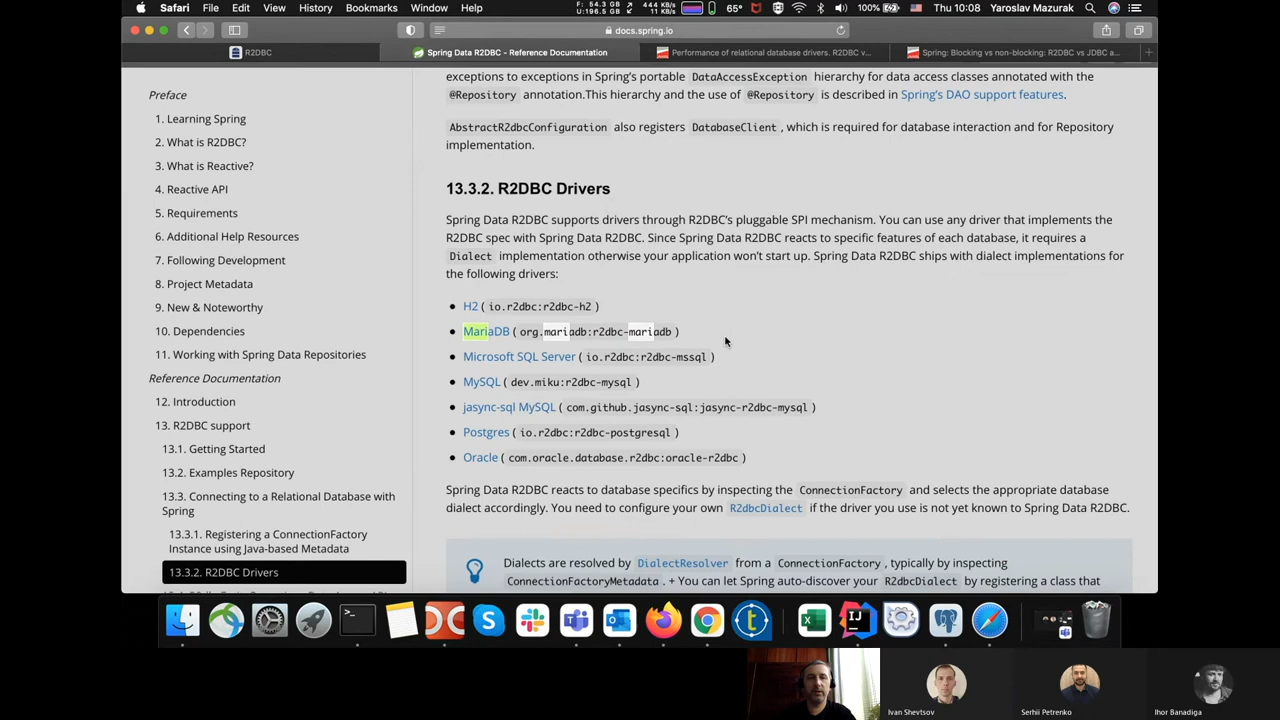 Safari File Edit View History Bookmarks Window Help
F: 54.3 GB
U:196.5 GB
444 KB/s
11 KB/s
65° 100% Thu 10:08 Yaroslav Mazurak
docs.spring.io
R2DBC
Spring Data R2DBC - Reference Documentation
Performance of relational database drivers. R2DBC v...
Spring: Blocking vs non-blocking: R2DBC vs JDBC a...
Preface
1. Learning Spring
2. What is R2DBC?
3. What is Reactive?
4. Reactive API
5. Requirements
6. Additional Help Resources
7. Following Development
8. Project Metadata
9. New & Noteworthy
10. Dependencies
11. Working with Spring Data Repositories
Reference Documentation
12. Introduction
13. R2DBC support
13.1. Getting Started
13.2. Examples Repository
13.3. Connecting to a Relational Database with
Spring
13.3.1. Registering a ConnectionFactory
Instance using Java-based Metadata
13.3.2. R2DBC Drivers
exceptions to exceptions in Spring's portable DataAccessException hierarchy for data access classes annotated with the
@Repository annotation.This hierarchy and the use of @Repository is described in Spring's DAO support features.
AbstractR2dbcConfiguration also registers DatabaseClient, which is required for database interaction and for Repository
implementation.
13.3.2. R2DBC Drivers
Spring Data R2DBC supports drivers through R2DBC's pluggable SPI mechanism. You can use any driver that implements the
R2DBC spec with Spring Data R2DBC. Since Spring Data R2DBC reacts to specific features of each database, it requires a
Dialect implementation otherwise your application won't start up. Spring Data R2DBC ships with dialect implementations for
the following drivers:
• H2 (io.r2dbc:r2dbc-h2)
• MariaDB (org.mariadb:r2dbc-mariadb)
• Microsoft SQL Server (io.r2dbc:r2dbc-mssql)
• MySQL (dev.miku:r2dbc-mysql)
• jasync-sql MySQL (com.github.jasync-sql:jasync-r2dbc-mysql)
• Postgres (io.r2dbc:r2dbc-postgresql)
• Oracle (com.oracle.database.r2dbc:oracle-r2dbc)
Spring Data R2DBC reacts to database specifics by inspecting the ConnectionFactory and selects the appropriate database
dialect accordingly. You need to configure your own R2dbcDialect if the driver you use is not yet known to Spring Data R2DBC.
Dialects are resolved by DialectResolver from a ConnectionFactory, typically by inspecting
ConnectionFactoryMetadata. + You can let Spring auto-discover your R2dbcDialect by registering a class that
Ivan Shevtsov
Serhii Petrenko
Ihor Banadiga